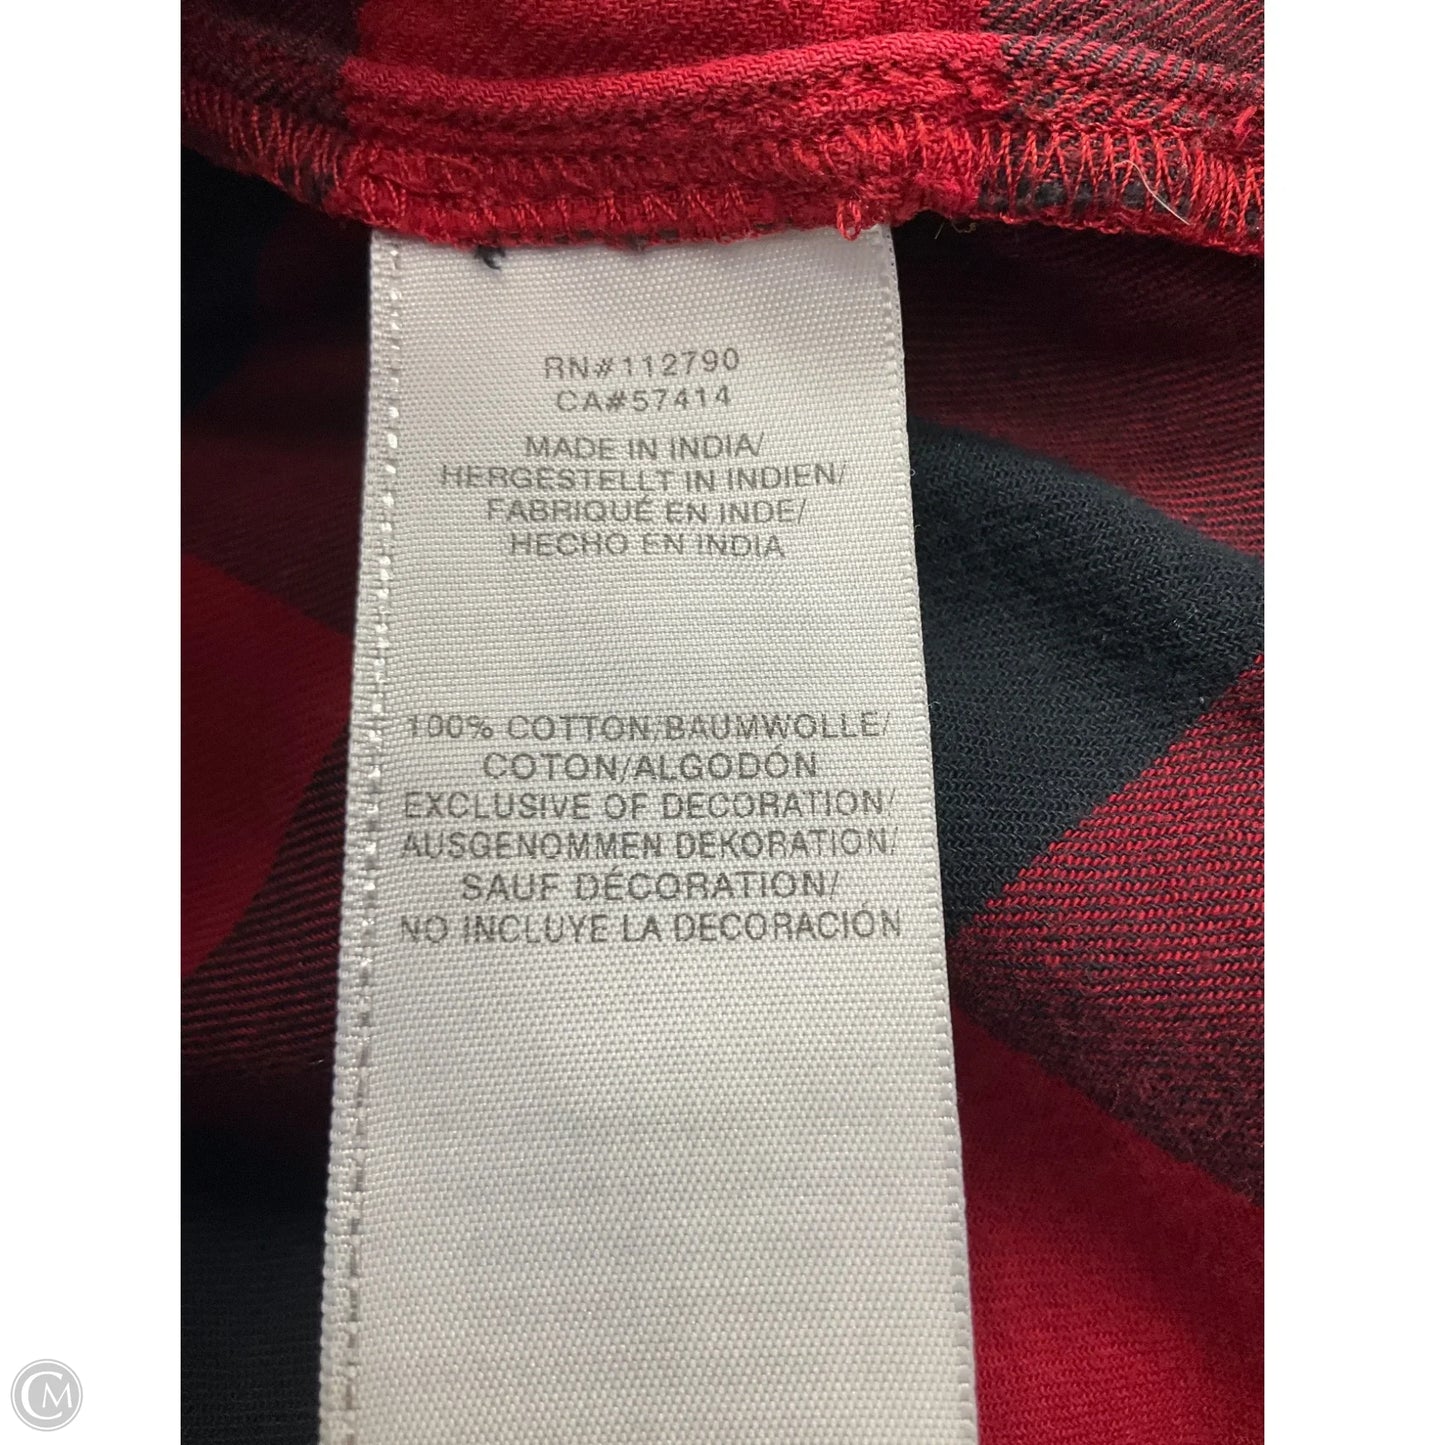 RN#112790
CA#57414
MADE IN INDIA/
HERGESTELLT IN INDIEN/
FABRIQUÉ EN INDE/
HECHO EN INDIA
100% COTTON/BAUMWOLLE/
COTON/ALGODÓN
EXCLUSIVE OF DECORATION/
AUSGENOMMEN DEKORATION/
SAUF DÉCORATION/
NO INCLUYE LA DECORACIÓN
CM